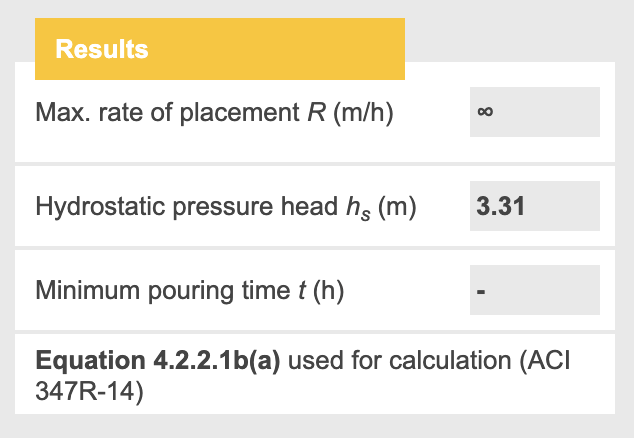 Results
Max. rate of placement R (m/h)
∞
Hydrostatic pressure head hₛ (m)
3.31
Minimum pouring time t (h)
-
Equation 4.2.2.1b(a) used for calculation (ACI
347R-14)